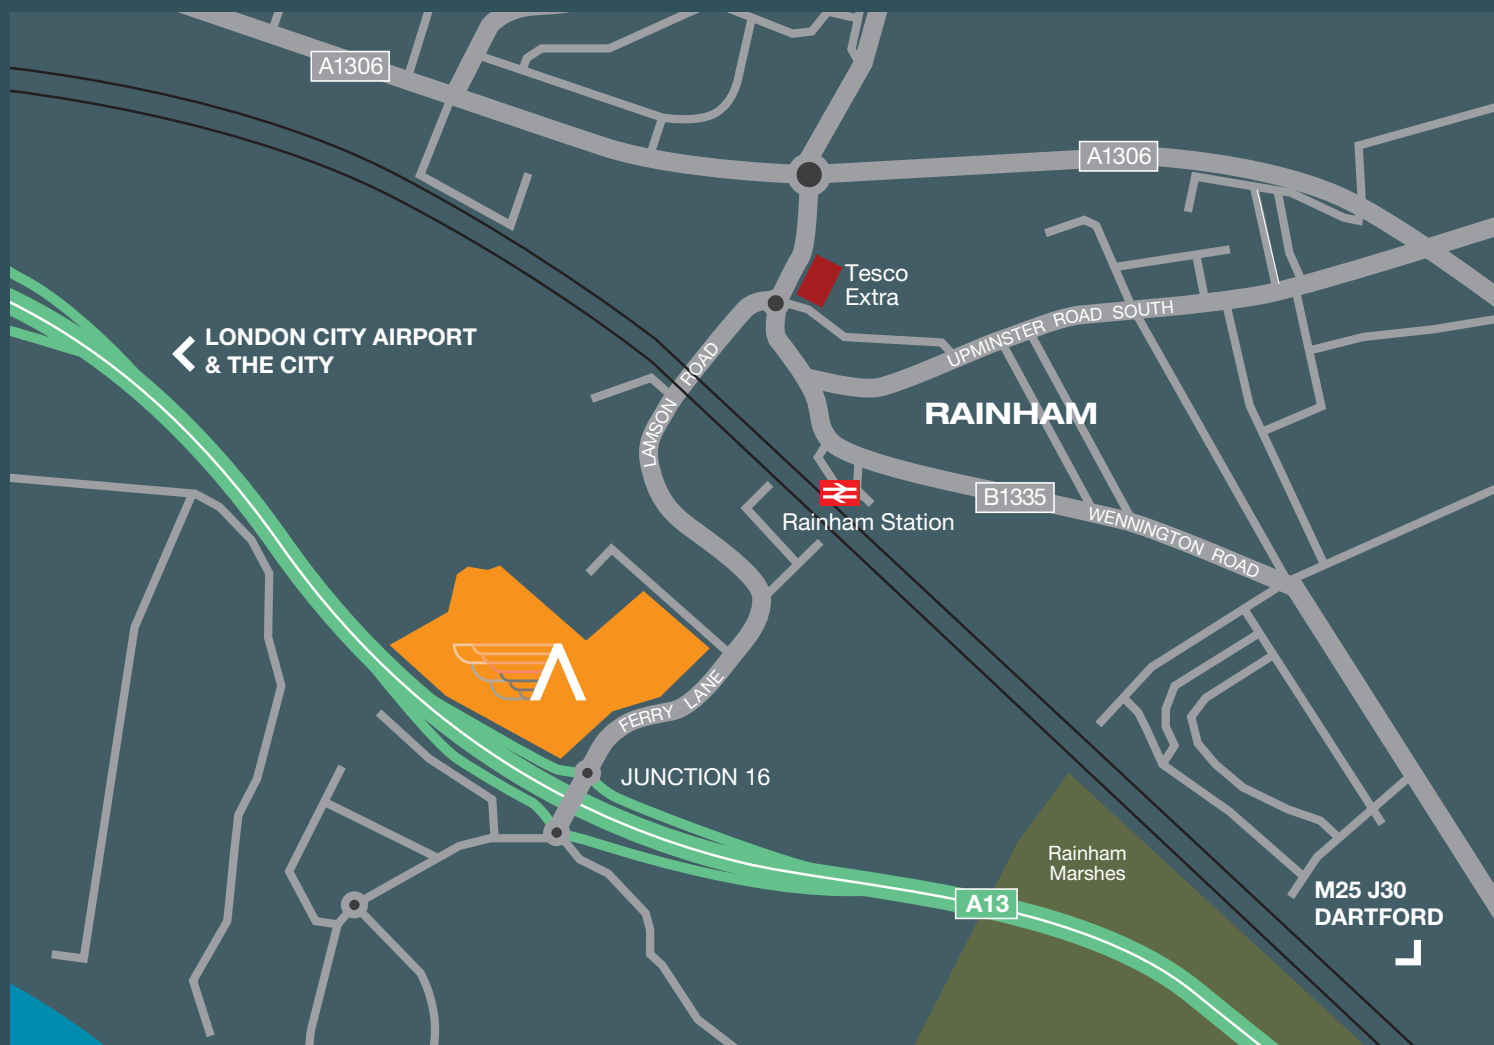 A1306
A1306
Tesco
Extra
LONDON CITY AIRPORT
& THE CITY
UPMINSTER ROAD SOUTH
LAMSON ROAD
RAINHAM
B1335
Rainham Station
WENNINGTON ROAD
FERRY LANE
JUNCTION 16
Rainham
Marshes
M25 J30
DARTFORD
A13